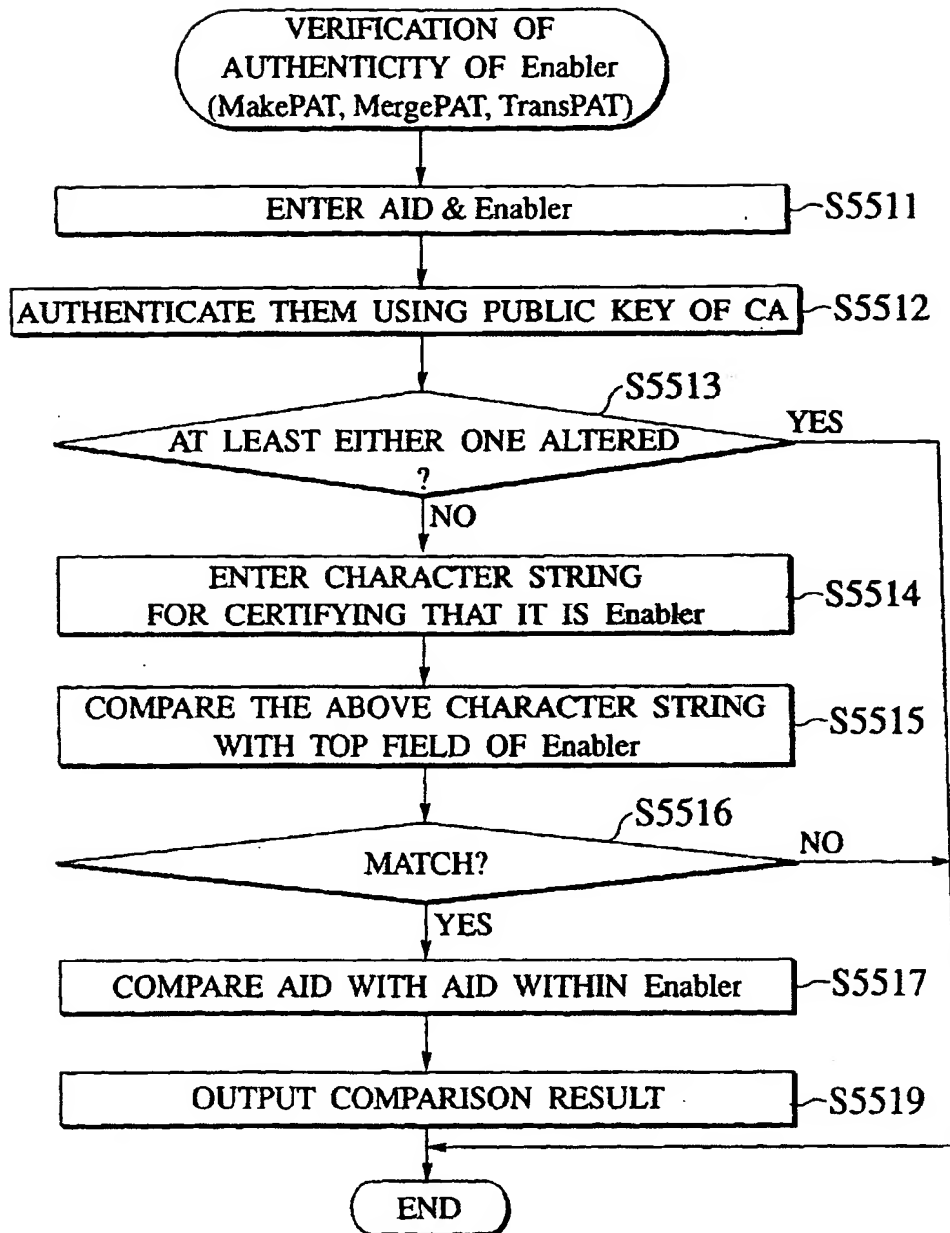 VERIFICATION OF
AUTHENTICITY OF Enabler
(MakePAT, MergePAT, TransPAT)
ENTER AID & Enabler
S5511
AUTHENTICATE THEM USING PUBLIC KEY OF CA
S5512
S5513
AT LEAST EITHER ONE ALTERED
?
YES
NO
ENTER CHARACTER STRING
FOR CERTIFYING THAT IT IS Enabler
S5514
COMPARE THE ABOVE CHARACTER STRING
WITH TOP FIELD OF Enabler
S5515
S5516
MATCH?
NO
YES
COMPARE AID WITH AID WITHIN Enabler
S5517
OUTPUT COMPARISON RESULT
S5519
END